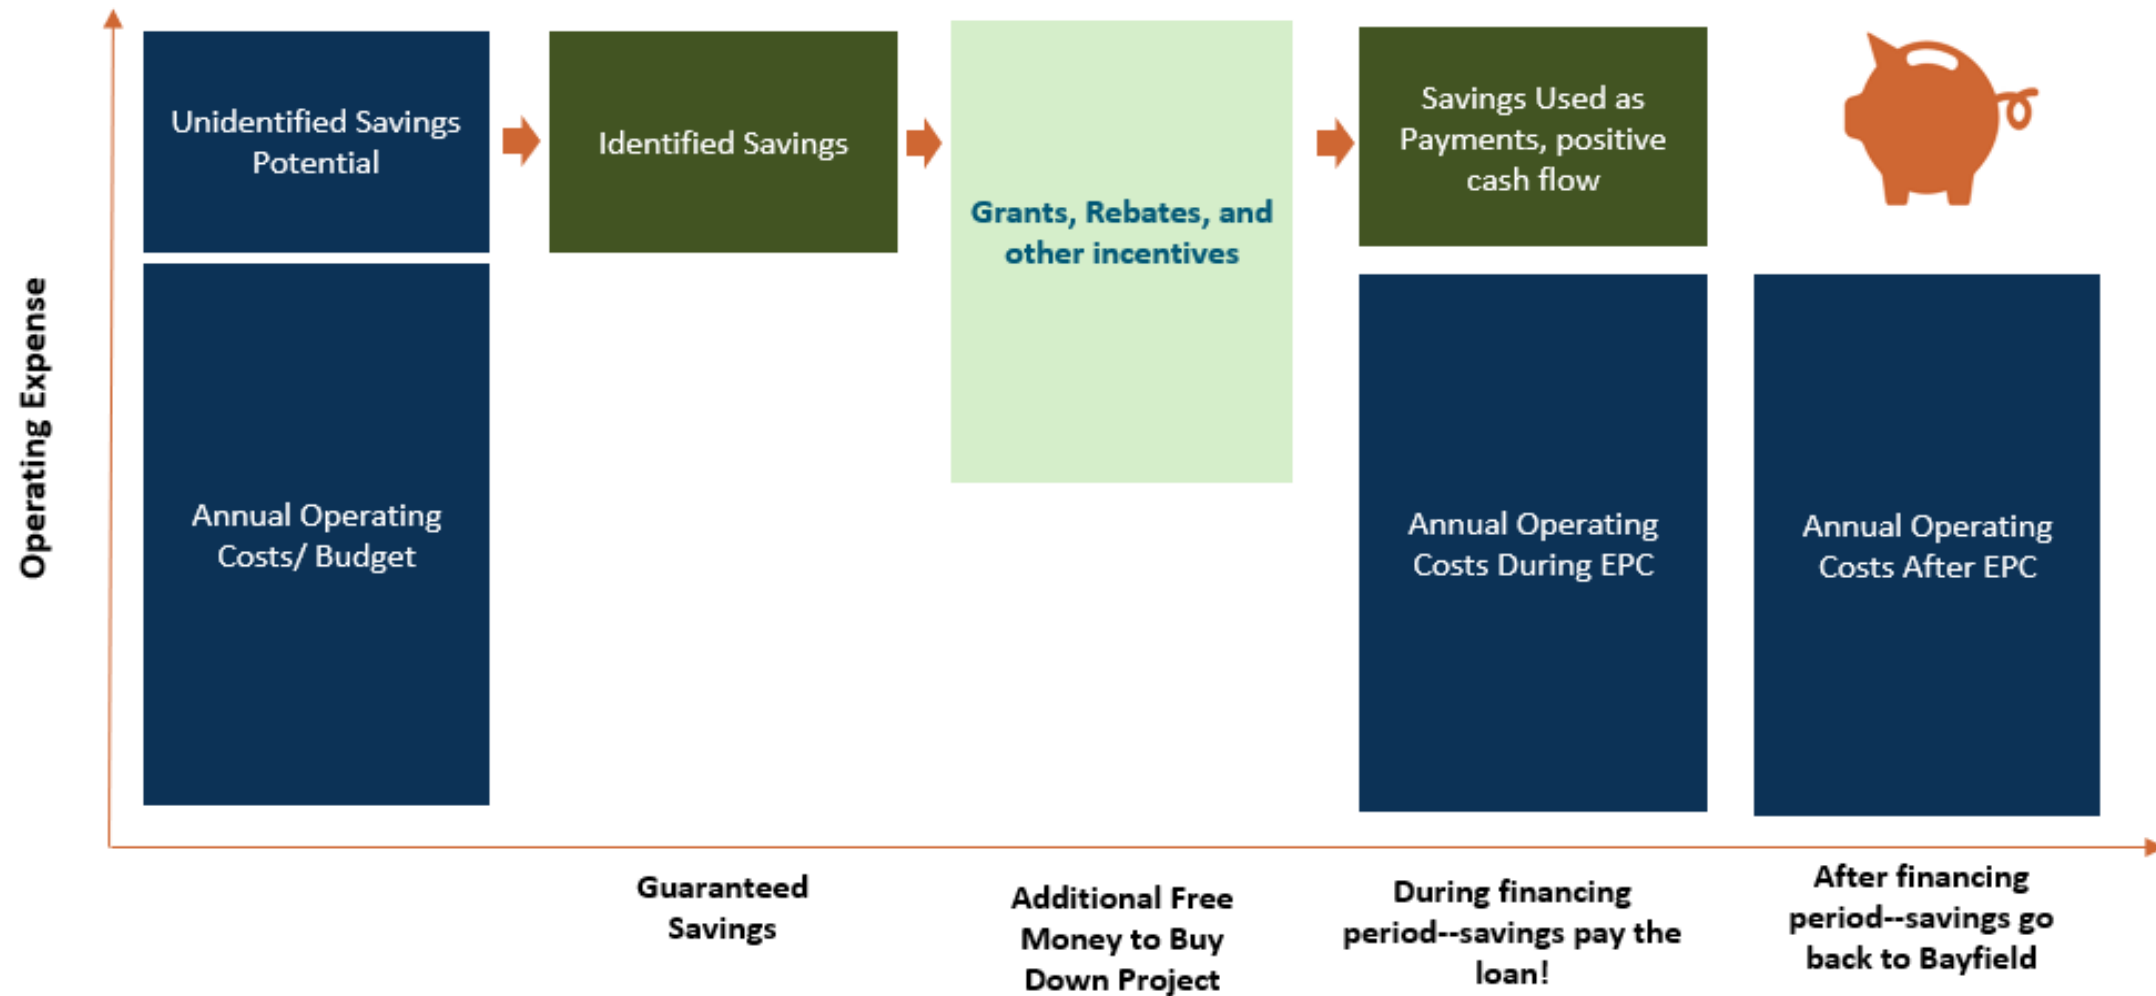 Operating Expense
Unidentified Savings
Potential
Annual Operating
Costs/ Budget
Identified Savings
Grants, Rebates, and
other incentives
Savings Used as
Payments, positive
cash flow
Annual Operating
Costs During EPC
Annual Operating
Costs After EPC
Guaranteed
Savings
Additional Free
Money to Buy
Down Project
During financing
period--savings pay the
loan!
After financing
period--savings go
back to Bayfield